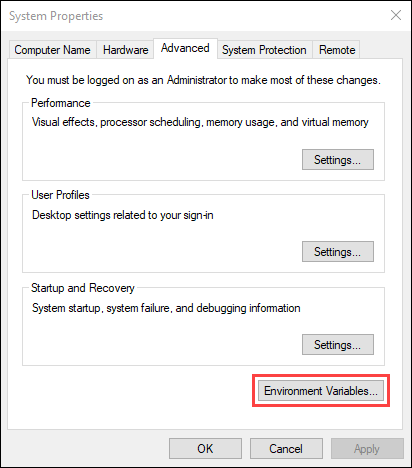 System Properties
Computer Name Hardware Advanced System Protection Remote
You must be logged on as an Administrator to make most of these changes.
Performance
Visual effects, processor scheduling, memory usage, and virtual memory
Settings...
User Profiles
Desktop settings related to your sign-in
Settings...
Startup and Recovery
System startup, system failure, and debugging information
Settings...
Environment Variables...
OK Cancel Apply